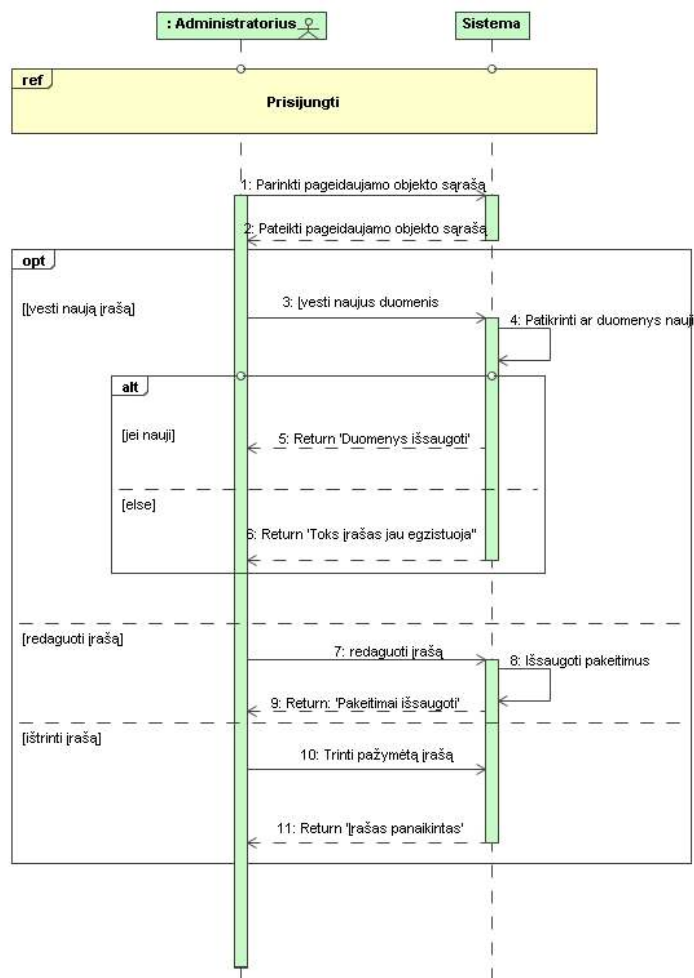 : Administratorius
Sistema
ref
Prisijungti
1: Parinkti pageidaujamo objekto sąrašą
2: Pateikti pageidaujamo objekto sąrašą
opt
[Įvesti naują įrašą]
3: Įvesti naujus duomenis
4: Patikrinti ar duomenys nauji
alt
[jei nauji]
5: Return 'Duomenys išsaugoti'
[else]
6: Return 'Toks įrašas jau egzistuoja"
[redaguoti įrašą]
7: redaguoti įrašą
8: Išsaugoti pakeitimus
9: Return: 'Pakeitimai išsaugoti'
[ištrinti įrašą]
10: Trinti pažymėtą įrašą
11: Return 'Įrašas panaikintas'